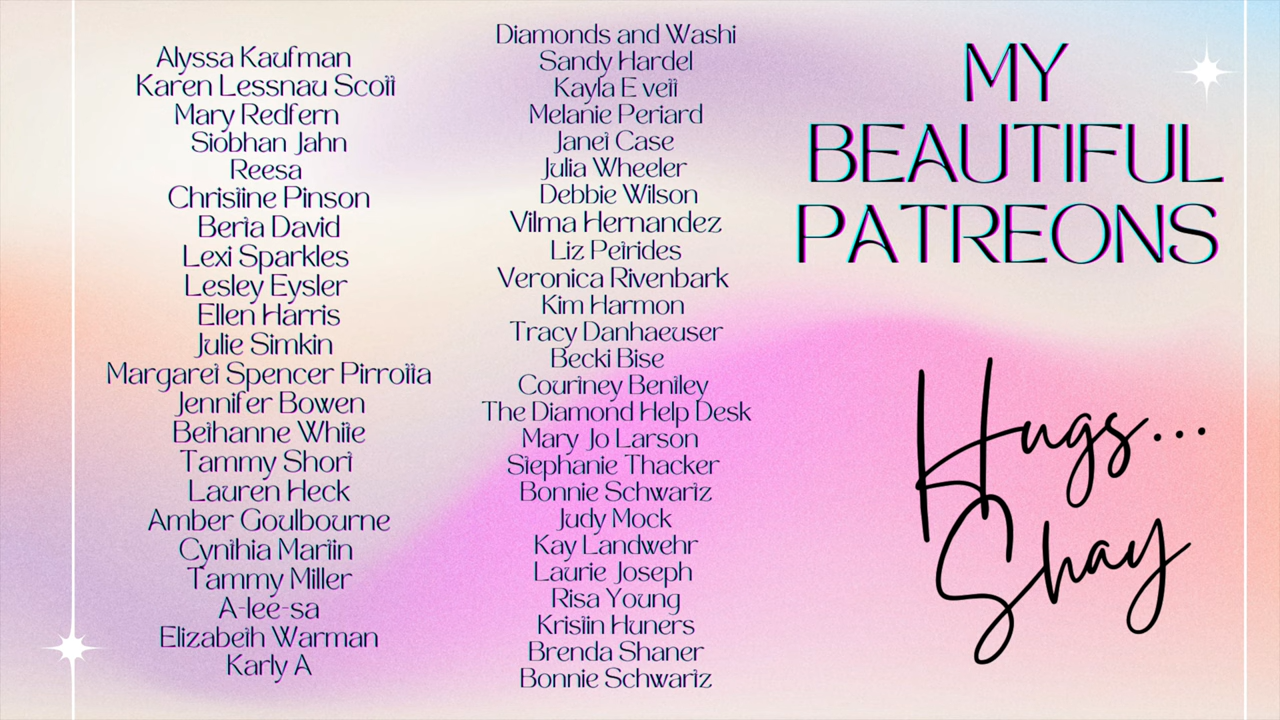 Alyssa Kaufman
Karen Lessnau Scott
Mary Redfern
Siobhan Jahn
Reesa
Christine Pinson
Berta David
Lexi Sparkles
Lesley Eysler
Ellen Harris
Julie Simkin
Margaret Spencer Pirrotta
Jennifer Bowen
Bethanne White
Tammy Short
Lauren Heck
Amber Goulbourne
Cynthia Martin
Tammy Miller
A-lee-sa
Elizabeth Warman
Karly A
Diamonds and Washi
Sandy Hardel
Kayla E vett
Melanie Periard
Janet Case
Julia Wheeler
Debbie Wilson
Vilma Hernandez
Liz Petrides
Veronica Rivenbark
Kim Harmon
Tracy Danhaeuser
Becki Bise
Courtney Bentley
The Diamond Help Desk
Mary Jo Larson
Stephanie Thacker
Bonnie Schwartz
Judy Mock
Kay Landwehr
Laurie Joseph
Risa Young
Kristin Huners
Brenda Shaner
Bonnie Schwartz
MY
BEAUTIFUL
PATREONS
Hugs...
Shay